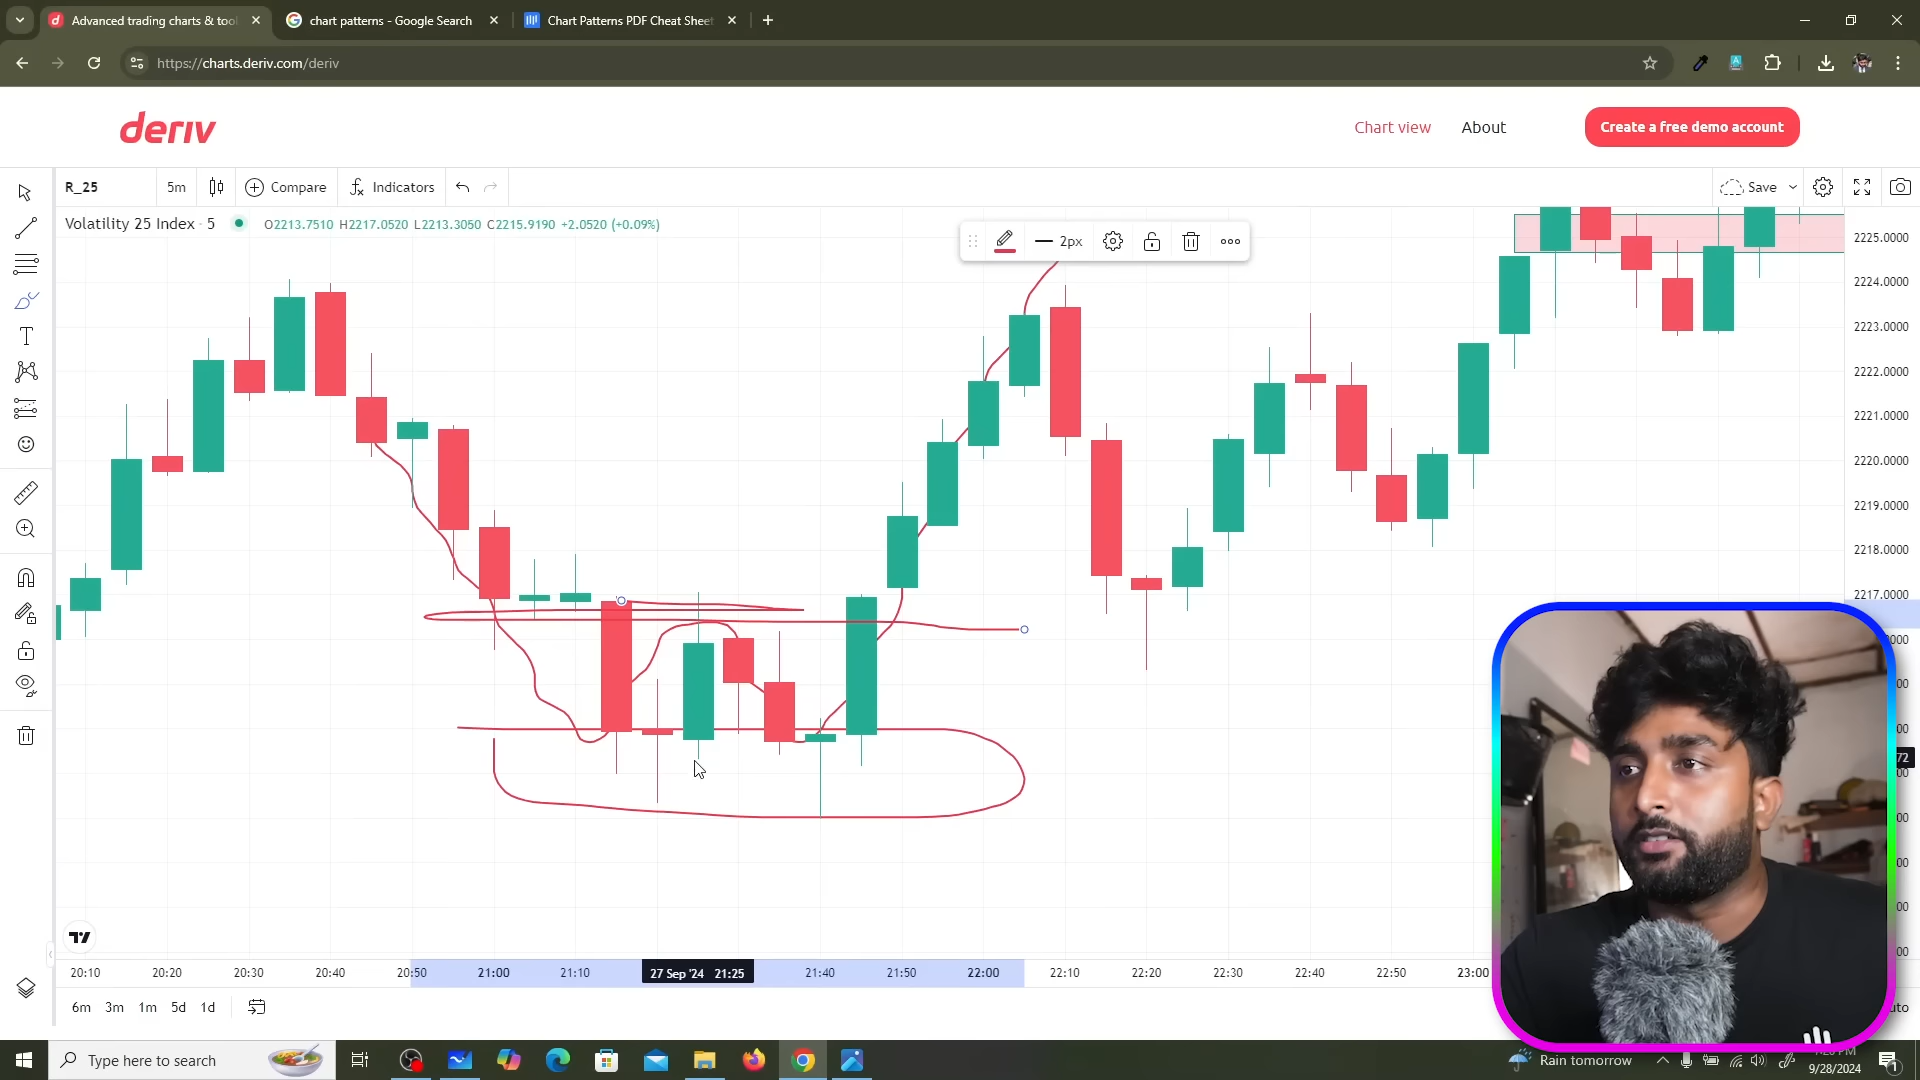 Advanced trading charts & tool
chart patterns - Google Search
Chart Patterns PDF Cheat Sheet
https://charts.deriv.com/deriv
deriv
Chart view
About
Create a free demo account
R_25
5m
Compare
Indicators
Save
Volatility 25 Index · 5
O2213.7510 H2217.0520 L2213.3050 C2215.9190 +2.0520 (+0.09%)
2px
2225.0000
2224.0000
2223.0000
2222.0000
2221.0000
2220.0000
2219.0000
2218.0000
2217.0000
20:10
20:20
20:30
20:40
20:50
21:00
21:10
27 Sep '24 21:25
21:40
21:50
22:00
22:10
22:20
22:30
22:40
22:50
23:00
6m
3m
1m
5d
1d
Type here to search
Rain tomorrow
9/28/2024